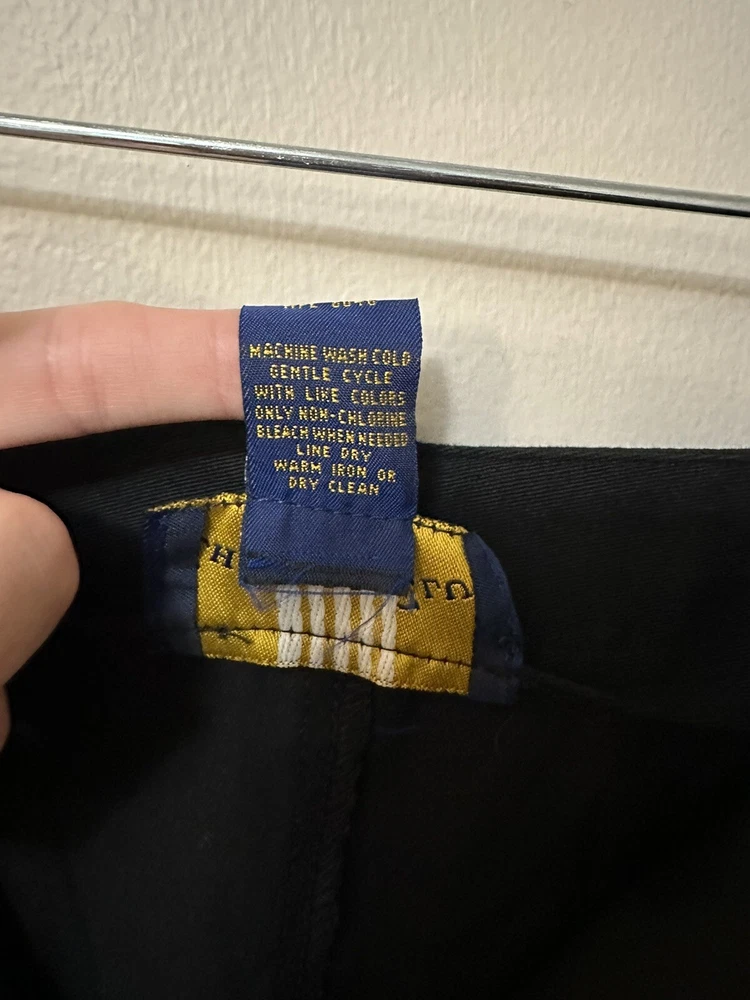 MACHINE WASH COLD
GENTLE CYCLE
WITH LIKE COLORS
ONLY NON-CHLORINE
BLEACH WHEN NEEDED
LINE DRY
WARM IRON OR
DRY CLEAN